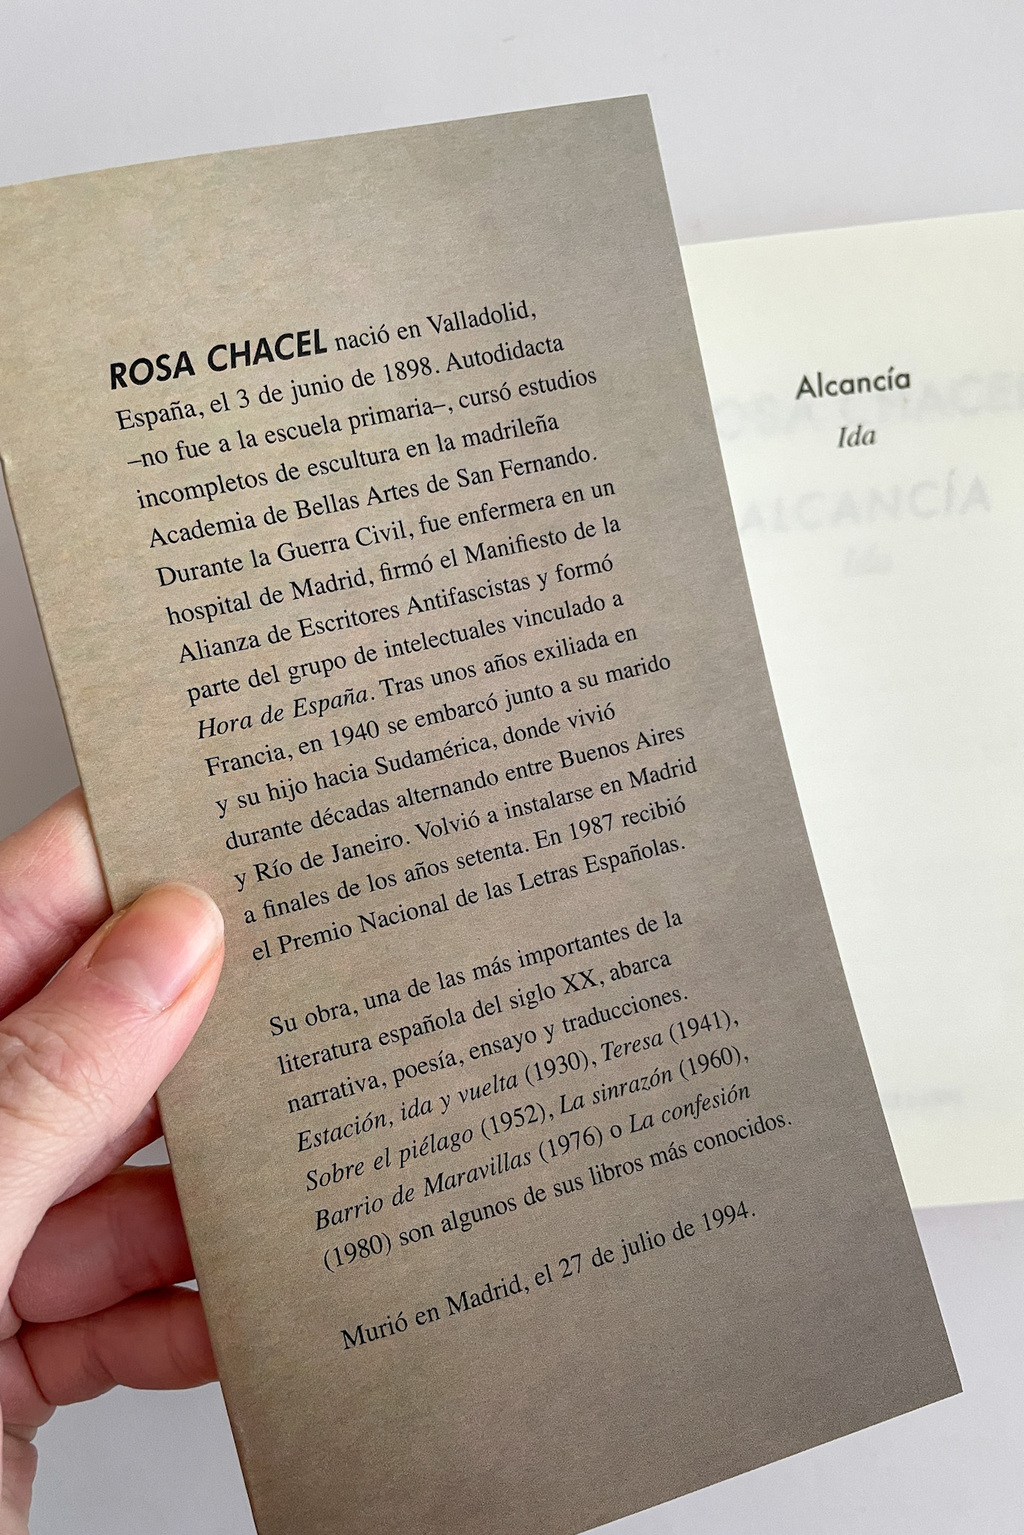 ROSA CHACEL nació en Valladolid,
España, el 3 de junio de 1898. Autodidacta
–no fue a la escuela primaria–, cursó estudios
incompletos de escultura en la madrileña
Academia de Bellas Artes de San Fernando.
Durante la Guerra Civil, fue enfermera en un
hospital de Madrid, firmó el Manifiesto de la
Alianza de Escritores Antifascistas y formó
parte del grupo de intelectuales vinculado a
Hora de España. Tras unos años exiliada en
Francia, en 1940 se embarcó junto a su marido
y su hijo hacia Sudamérica, donde vivió
durante décadas alternando entre Buenos Aires
y Río de Janeiro. Volvió a instalarse en Madrid
a finales de los años setenta. En 1987 recibió
el Premio Nacional de las Letras Españolas.
Su obra, una de las más importantes de la
literatura española del siglo XX, abarca
narrativa, poesía, ensayo y traducciones.
Estación, ida y vuelta (1930), Teresa (1941),
Sobre el piélago (1952), La sinrazón (1960),
Barrio de Maravillas (1976) o La confesión
(1980) son algunos de sus libros más conocidos.
Murió en Madrid, el 27 de julio de 1994.
Alcancía
Ida
ALCANCÍA
Ida